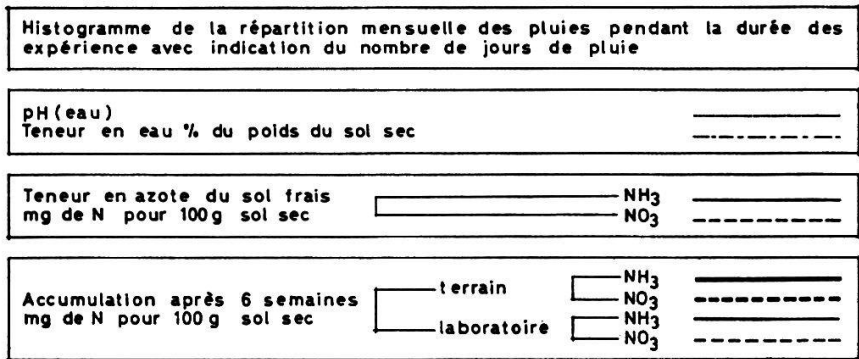 Histogramme de la répartition mensuelle des pluies pendant la durée des
expérience avec indication du nombre de jours de pluie
pH (eau)
Teneur en eau % du poids du sol sec
Teneur en azote du sol frais
mg de N pour 100g sol sec
NH3
NO3
Accumulation après 6 semaines
mg de N pour 100g sol sec
terrain
NH3
NO3
laboratoire
NH3
NO3